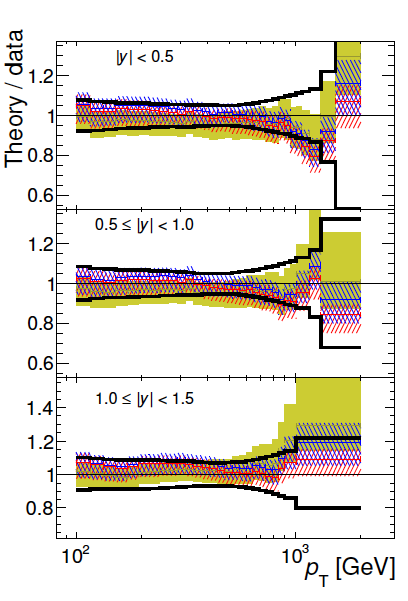 Theory / data
|y| < 0.5
1.2
1
0.8
0.6
0.5 ≤ |y| < 1.0
1.2
1
0.8
0.6
1.0 ≤ |y| < 1.5
1.4
1.2
1
0.8
10² 10³
p_T [GeV]